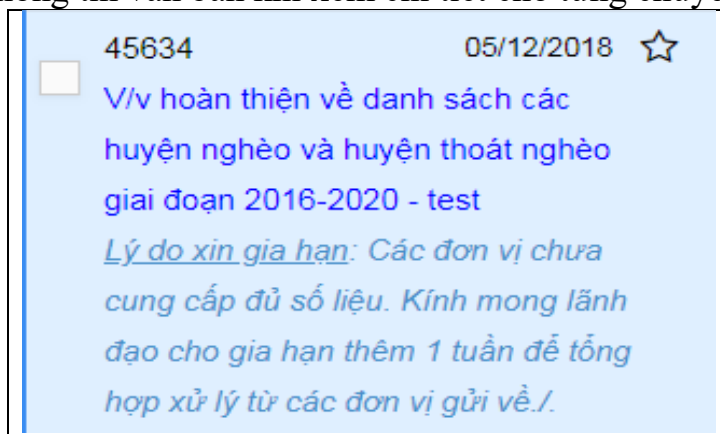 45634 05/12/2018
V/v hoàn thiện về danh sách các
huyện nghèo và huyện thoát nghèo
giai đoạn 2016-2020 - test
Lý do xin gia hạn: Các đơn vị chưa
cung cấp đủ số liệu. Kính mong lãnh
đạo cho gia hạn thêm 1 tuần để tổng
hợp xử lý từ các đơn vị gửi về./.